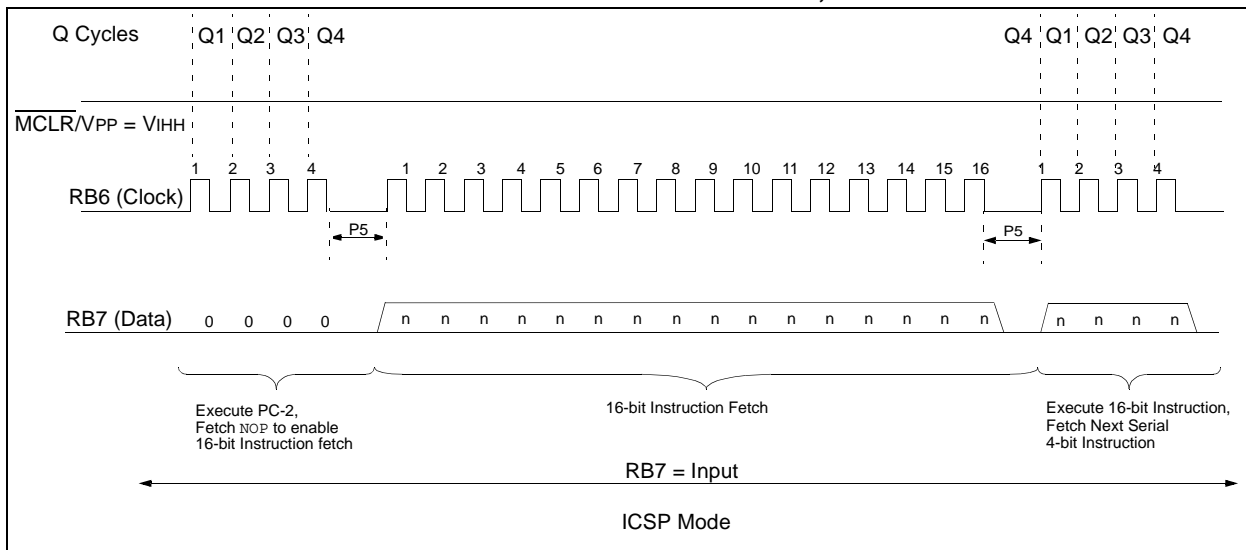 Q Cycles Q1 Q2 Q3 Q4 Q4 Q1 Q2 Q3 Q4
MCLR/VPP = VIHH
1 2 3 4 1 2 3 4 5 6 7 8 9 10 11 12 13 14 15 16 1 2 3 4
RB6 (Clock)
P5 P5
RB7 (Data) 0 0 0 0 n n n n n n n n n n n n n n n n n n n n
Execute PC-2,
Fetch NOP to enable
16-bit Instruction fetch
16-bit Instruction Fetch
Execute 16-bit Instruction,
Fetch Next Serial
4-bit Instruction
RB7 = Input
ICSP Mode